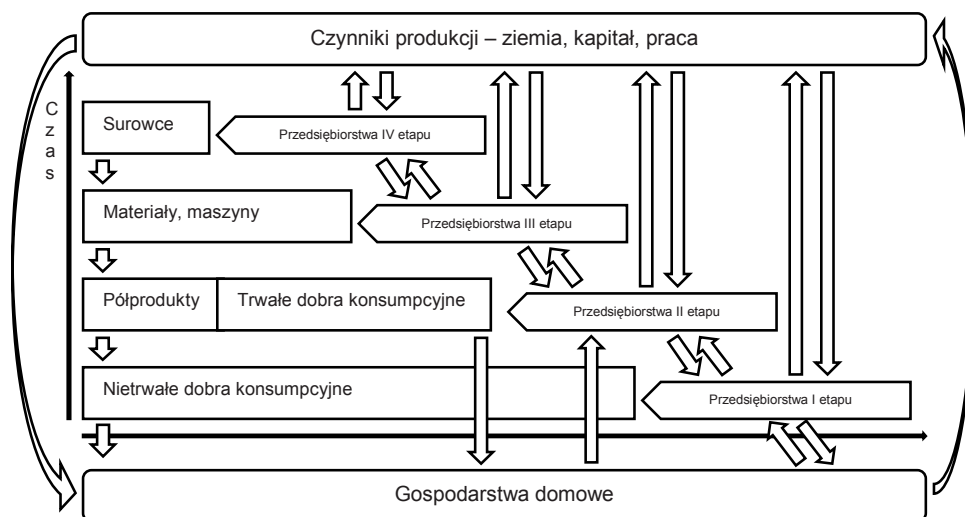 Czynniki produkcji – ziemia, kapitał, praca
C
z
a
s
Surowce
Przedsiębiorstwa IV etapu
Materiały, maszyny
Przedsiębiorstwa III etapu
Półprodukty
Trwałe dobra konsumpcyjne
Przedsiębiorstwa II etapu
Nietrwałe dobra konsumpcyjne
Przedsiębiorstwa I etapu
Gospodarstwa domowe